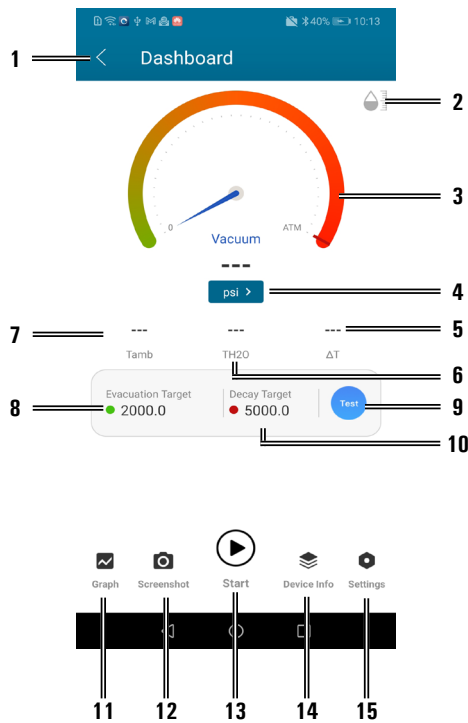 40% 10:13
1 Dashboard
2
3
0 ATM
Vacuum
---
psi > 4
7 --- --- --- 5
Tamb TH2O ΔT
6
8 Evacuation Target Decay Target
2000.0 5000.0 Test 9
10
Graph Screenshot Start Device Info Settings
11 12 13 14 15